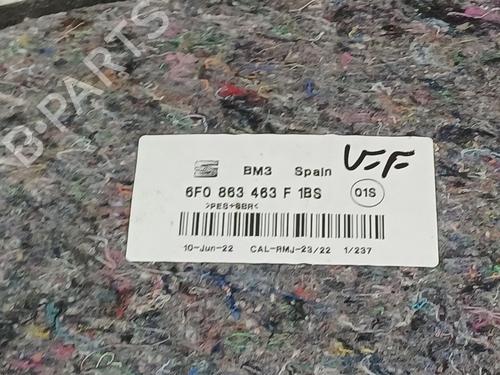 B-PARTS
BM3 Spain V=F
6F0 863 463 F 1BS 01S
>PES+SBR<
10-Jun-22 CAL-RMJ-23/22 1/237